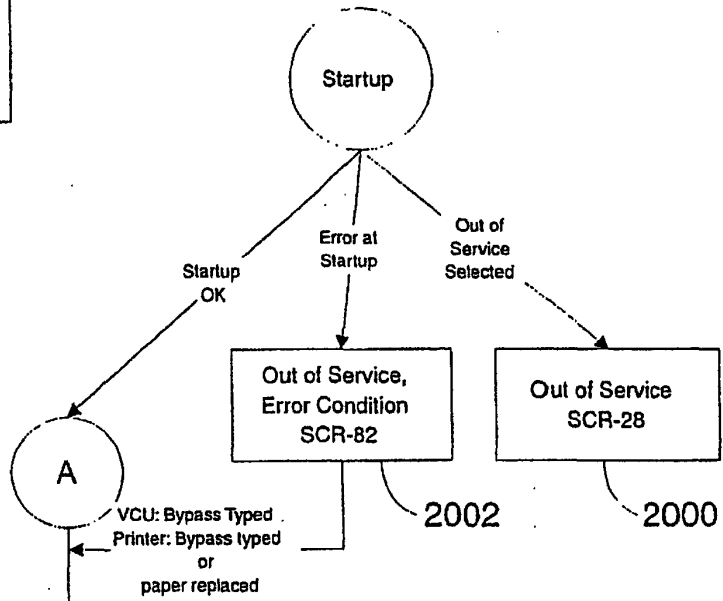 Startup
Error at
Startup
Out of
Service
Selected
Startup
OK
Out of Service,
Error Condition
SCR-82
Out of Service
SCR-28
A
VCU: Bypass Typed
Printer: Bypass typed
or
paper replaced
2002
2000